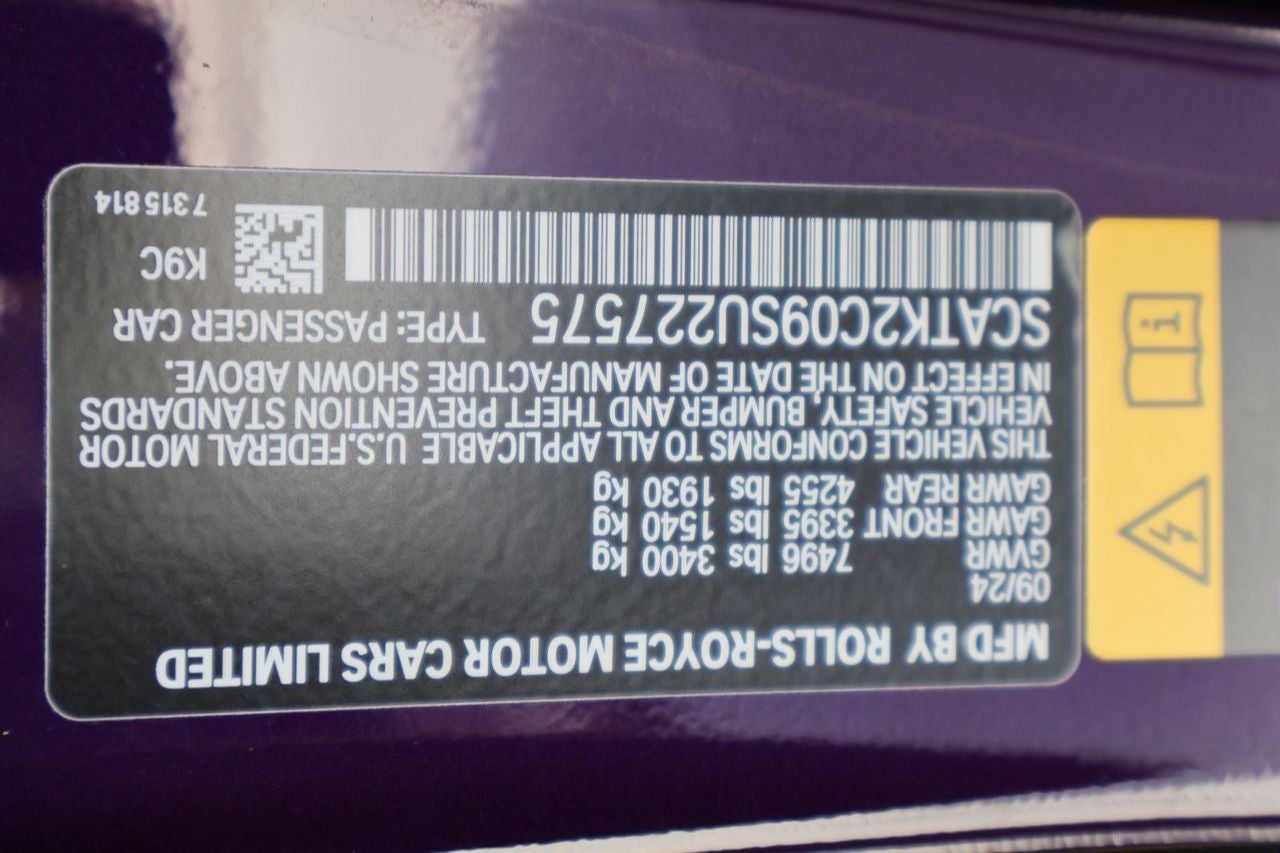 MFD BY ROLLS-ROYCE MOTOR CARS LIMITED
09/24
GVWR 7496 lbs 3400 kg
GAWR FRONT 3395 lbs 1540 kg
GAWR REAR 4255 lbs 1930 kg
THIS VEHICLE CONFORMS TO ALL APPLICABLE U.S.FEDERAL MOTOR
VEHICLE SAFETY, BUMPER AND THEFT PREVENTION STANDARDS
IN EFFECT ON THE DATE OF MANUFACTURE SHOWN ABOVE.
SCATK2C09SU227575 TYPE: PASSENGER CAR
K9C
7315814